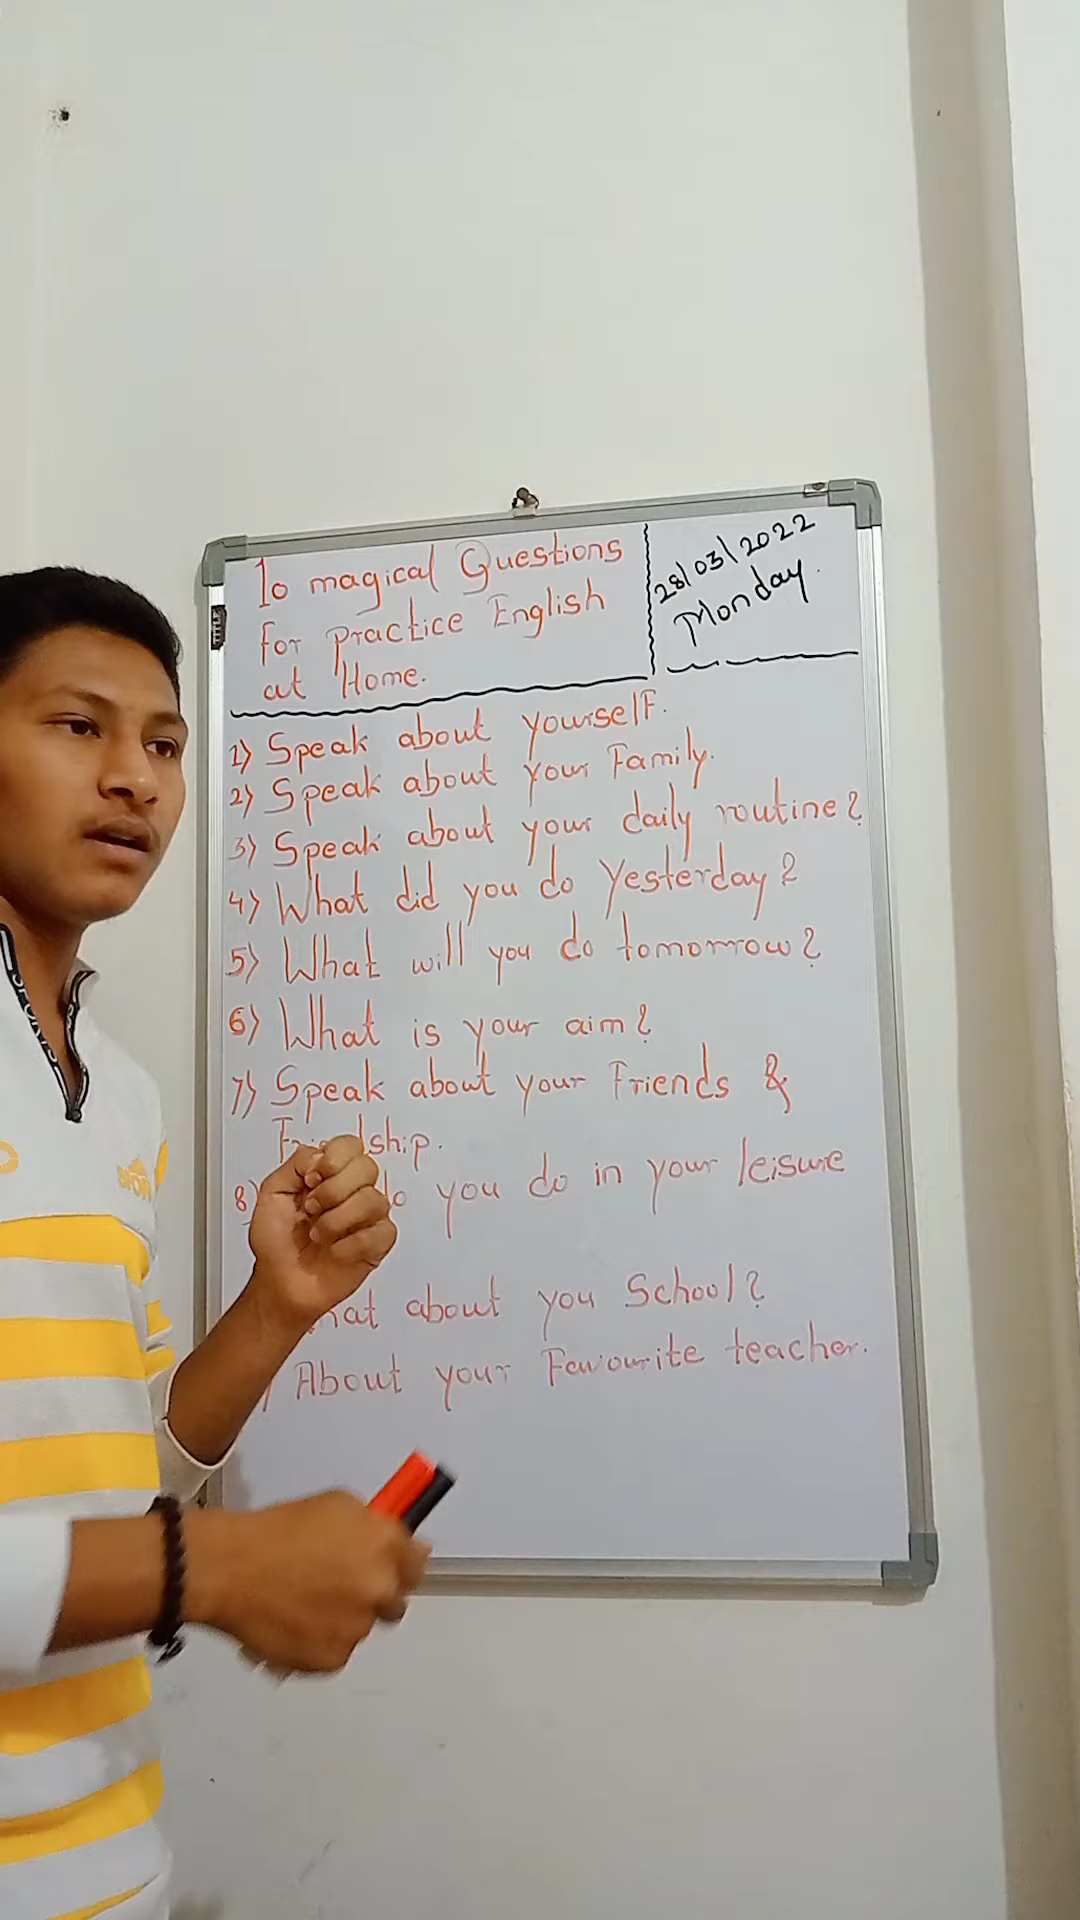 10 magical Questions
For practice English
at Home.
28/03/2022
Monday.
1) Speak about yourself.
2) Speak about your Family.
3) Speak about your daily routine?
4) What did you do Yesterday?
5) What will you do tomorrow?
6) What is your aim?
7) Speak about your Friends &
Friendship.
8) do you do in your leisure
about you School?
About your Favourite teacher.